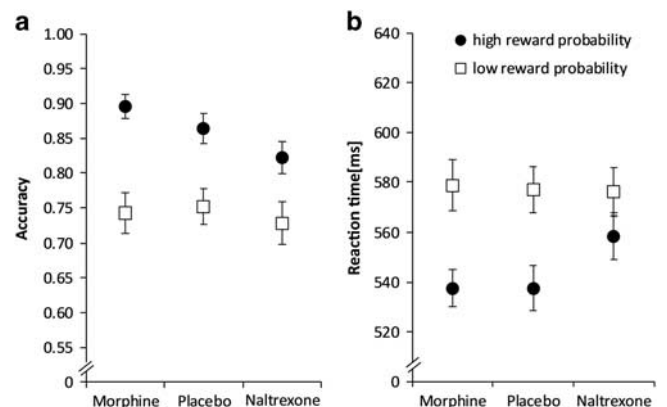 a
1.00
0.95
0.90
0.85
0.80
0.75
0.70
0.65
0.60
0.55
0
Accuracy
Morphine Placebo Naltrexone
b
640
620
600
580
560
540
520
0
Reaction time[ms]
high reward probability
low reward probability
Morphine Placebo Naltrexone